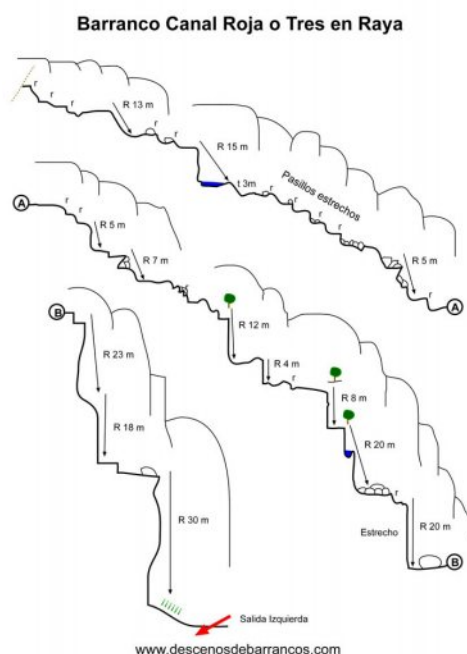 Barranco Canal Roja o Tres en Raya
r
r
r
r
R 13 m
r
r
R 15 m
t 3m
r
r
r
r
Pasillos estrechos
R 5 m
r
A
A
r
r
R 5 m
R 7 m
R 12 m
R 4 m
r
R 8 m
R 20 m
r
Estrecho
R 20 m
B
B
R 23 m
R 18 m
R 30 m
Salida Izquierda
www.descenosdebarrancos.com